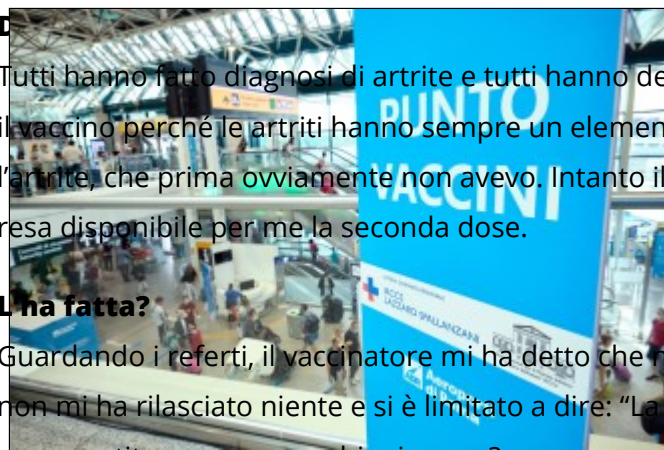 D
Tutti hanno fatto diagnosi di artrite e tutti hanno de
il vaccino perché le artriti hanno sempre un elemen
l'artrite, che prima ovviamente non avevo. Intanto il
resa disponibile per me la seconda dose.
L'ha fatta?
Guardando i referti, il vaccinatore mi ha detto che
non mi ha rilasciato niente e si è limitato a dire: “La
PUNTO
VACCINI
IRCCS
LAZZARO SPALLANZANI
Aeroporti
di Roma